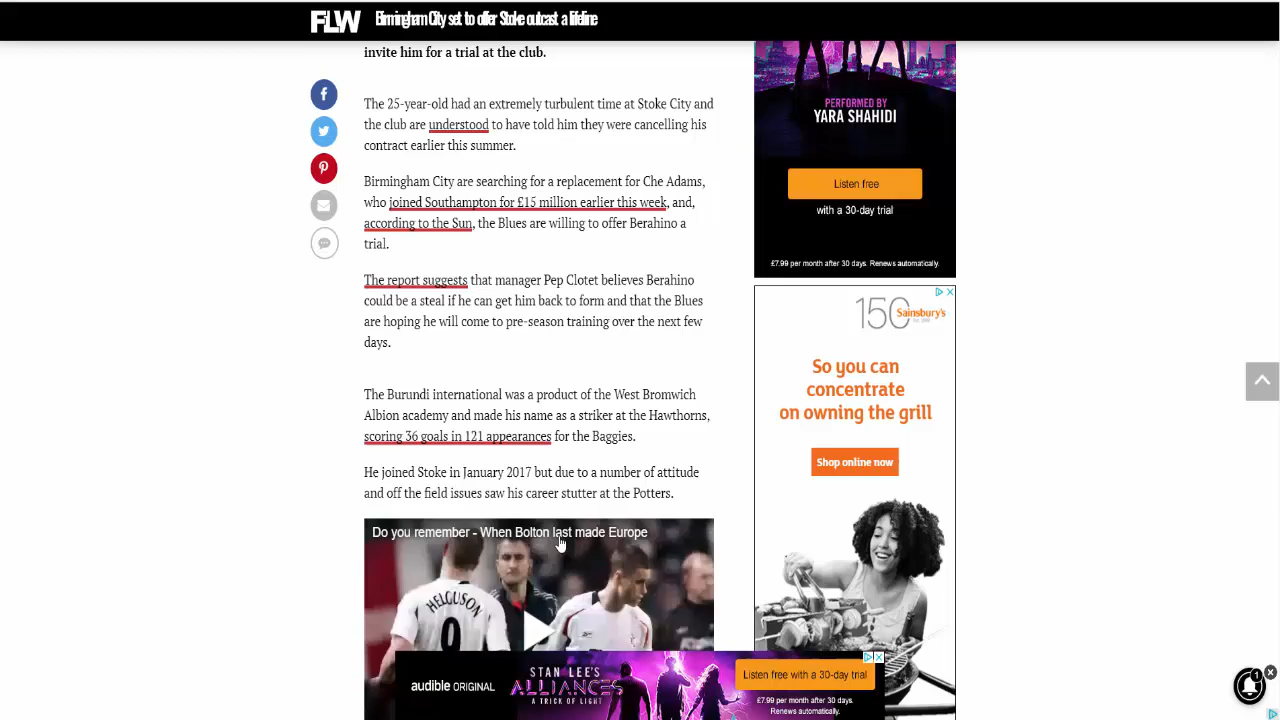 FLW
Birmingham City set to offer Stoke outcast a lifeline
invite him for a trial at the club.
The 25-year-old had an extremely turbulent time at Stoke City and
the club are understood to have told him they were cancelling his
contract earlier this summer.
Birmingham City are searching for a replacement for Che Adams,
who joined Southampton for £15 million earlier this week, and,
according to the Sun, the Blues are willing to offer Berahino a
trial.
The report suggests that manager Pep Clotet believes Berahino
could be a steal if he can get him back to form and that the Blues
are hoping he will come to pre-season training over the next few
days.
The Burundi international was a product of the West Bromwich
Albion academy and made his name as a striker at the Hawthorns,
scoring 36 goals in 121 appearances for the Baggies.
He joined Stoke in January 2017 but due to a number of attitude
and off the field issues saw his career stutter at the Potters.
Do you remember - When Bolton last made Europe
HELGUSON
9
PERFORMED BY
YARA SHAHIDI
Listen free
with a 30-day trial
£7.99 per month after 30 days. Renews automatically.
150 Sainsbury's
So you can
concentrate
on owning the grill
Shop online now
audible ORIGINAL
STAN LEE'S
ALLIANCES
A TRICK OF LIGHT
Listen free with a 30-day trial
£7.99 per month after 30 days.
Renews automatically.
1